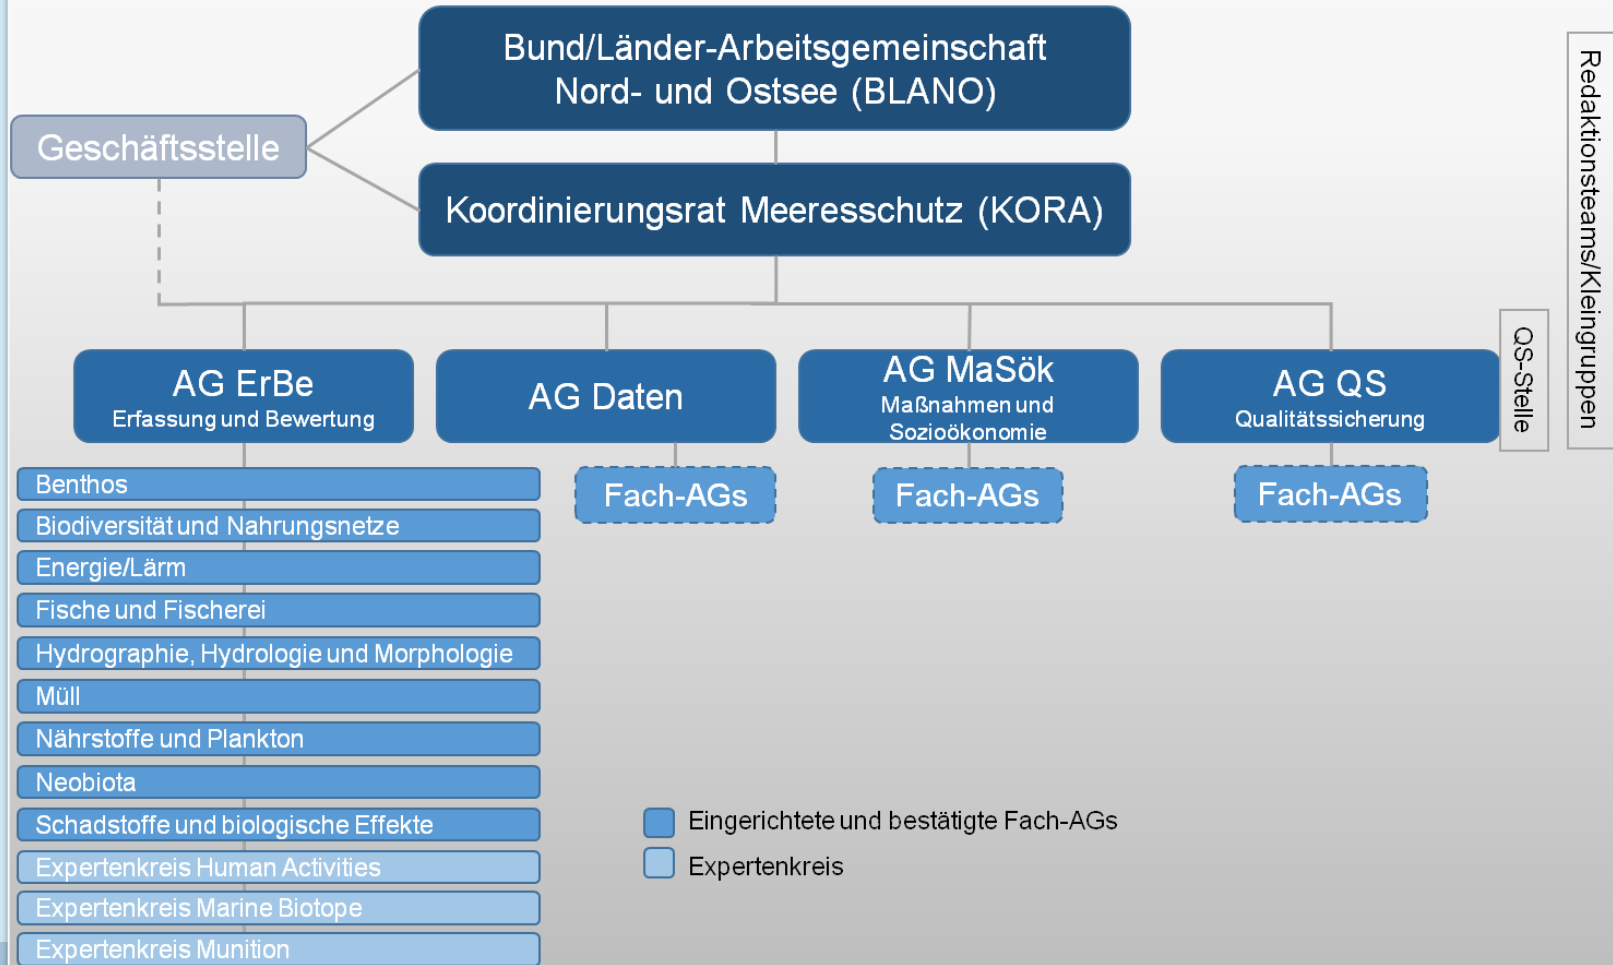 Bund/Länder-Arbeitsgemeinschaft
Nord- und Ostsee (BLANO)
Geschäftsstelle
Koordinierungsrat Meeresschutz (KORA)
Redaktionsteams/Kleingruppen
QS-Stelle
AG ErBe
Erfassung und Bewertung
AG Daten
AG MaSök
Maßnahmen und
Sozioökonomie
AG QS
Qualitätssicherung
Fach-AGs
Fach-AGs
Fach-AGs
Benthos
Biodiversität und Nahrungsnetze
Energie/Lärm
Fische und Fischerei
Hydrographie, Hydrologie und Morphologie
Müll
Nährstoffe und Plankton
Neobiota
Schadstoffe und biologische Effekte
Expertenkreis Human Activities
Expertenkreis Marine Biotope
Expertenkreis Munition
Eingerichtete und bestätigte Fach-AGs
Expertenkreis